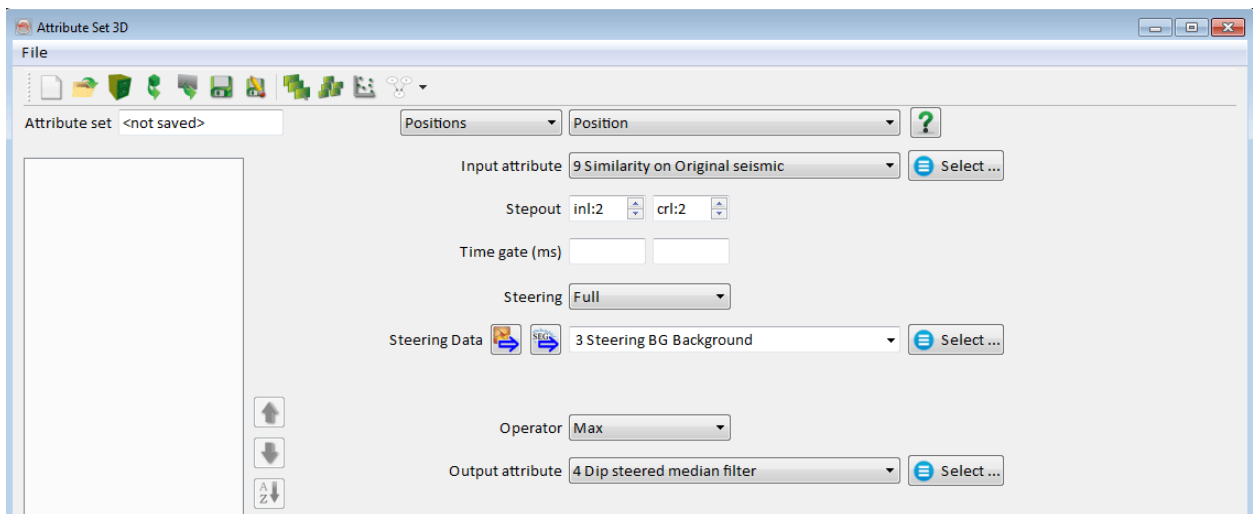 Attribute Set 3D
File
Attribute set <not saved> Positions Position ?
Input attribute 9 Similarity on Original seismic Select ...
Stepout inl:2 crl:2
Time gate (ms)
Steering Full
Steering Data SEG 3 Steering BG Background Select ...
Operator Max
Output attribute 4 Dip steered median filter Select ...
A
Z